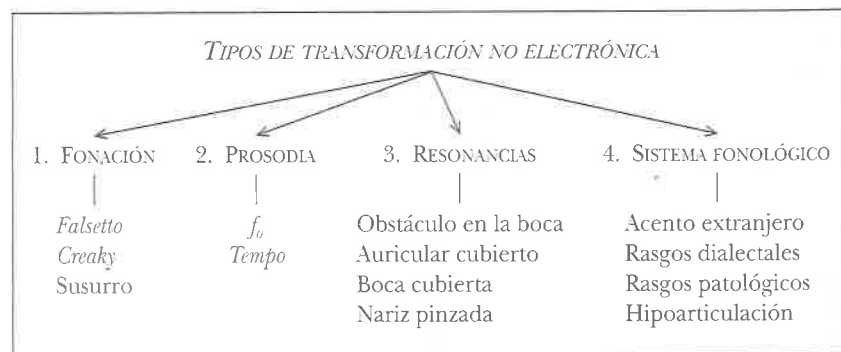 TIPOS DE TRANSFORMACIÓN NO ELECTRÓNICA
1. FONACIÓN
Falsetto
Creaky
Susurro
2. PROSODIA
f₀
Tempo
3. RESONANCIAS
Obstáculo en la boca
Auricular cubierto
Boca cubierta
Nariz pinzada
4. SISTEMA FONOLÓGICO
Acento extranjero
Rasgos dialectales
Rasgos patológicos
Hipoarticulación